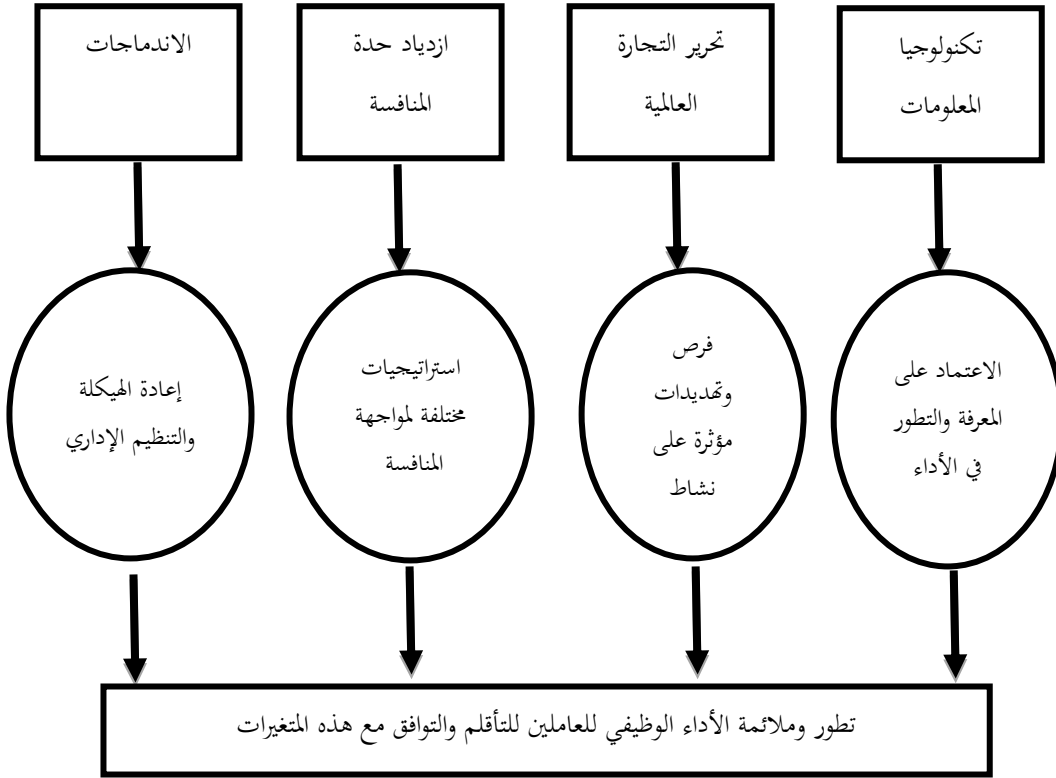 تكنولوجيا
المعلومات
تحرير التجارة
العالمية
ازدياد حدة
المنافسة
الاندماجات
الاعتماد على
المعرفة والتطور
في الأداء
فرص
وتهديدات
مؤثرة على
نشاط
استراتيجيات
مختلفة لمواجهة
المنافسة
إعادة الهيكلة
والتنظيم الإداري
تطور وملائمة الأداء الوظيفي للعاملين للتأقلم والتوافق مع هذه المتغيرات